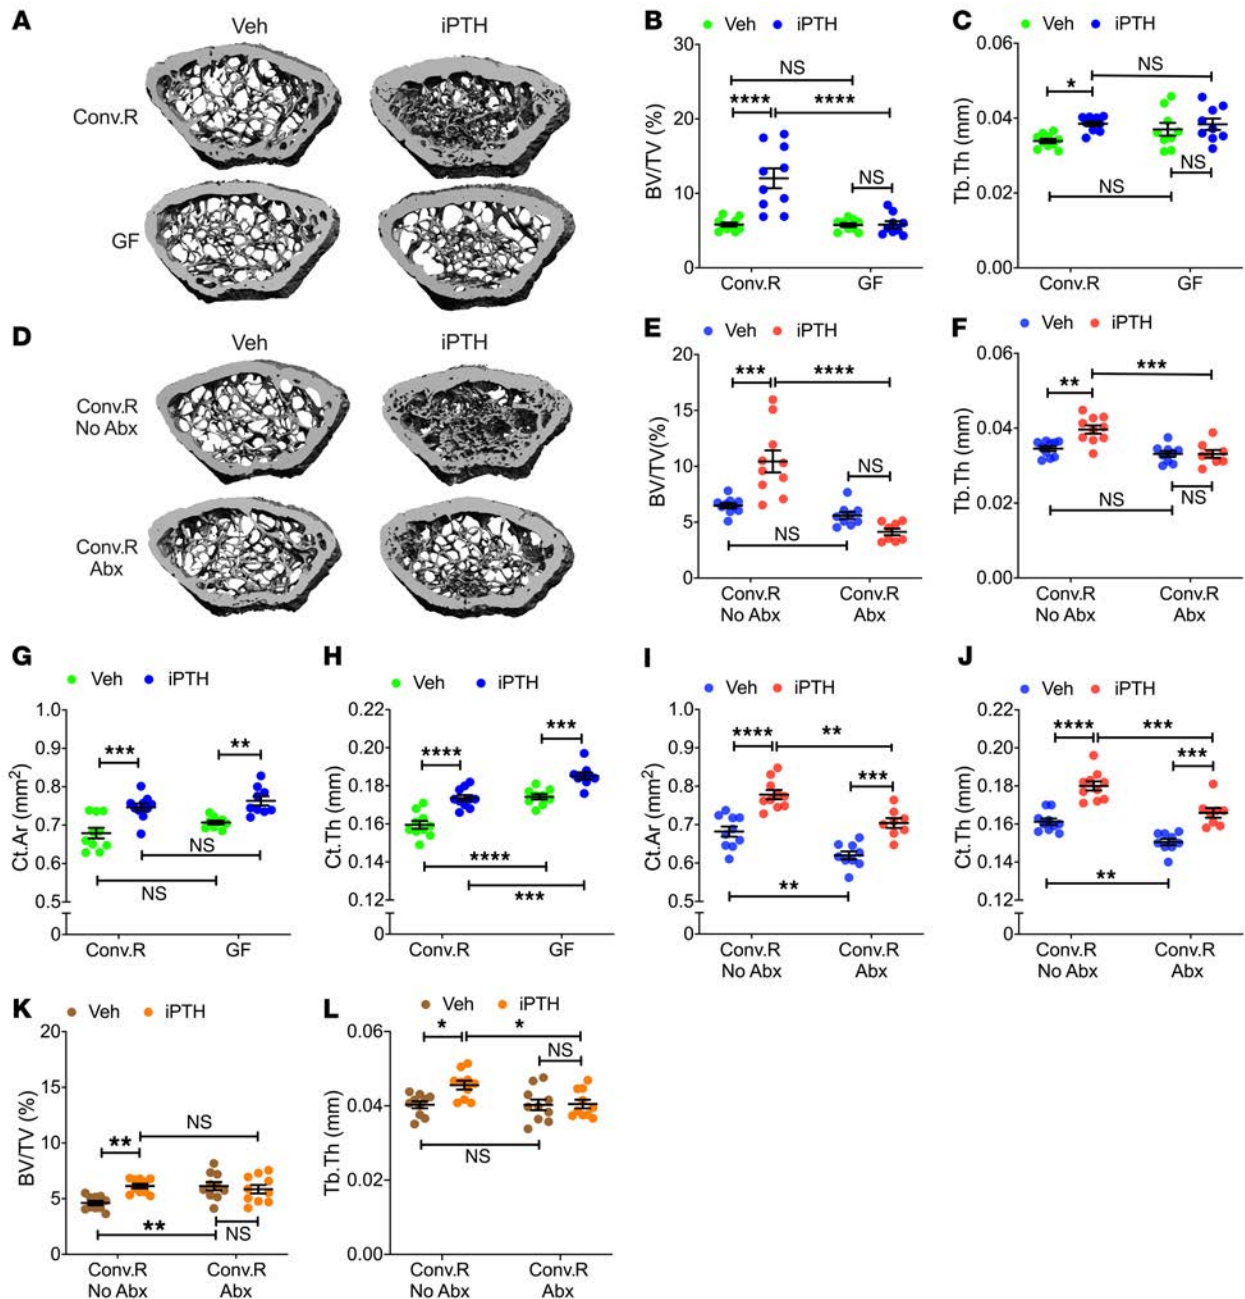 A
Veh
iPTH
Conv.R
GF
B
Veh
iPTH
BV/TV (%)
30
20
10
0
NS
****
****
NS
Conv.R
GF
C
Veh
iPTH
Tb.Th (mm)
0.06
0.04
0.02
0.00
NS
*
NS
NS
Conv.R
GF
D
Veh
iPTH
Conv.R
No Abx
Conv.R
Abx
E
Veh
iPTH
BV/TV(%)
20
15
10
5
0
***
****
NS
NS
Conv.R
No Abx
Conv.R
Abx
F
Veh
iPTH
Tb.Th (mm)
0.06
0.04
0.02
0.00
***
**
NS
NS
Conv.R
No Abx
Conv.R
Abx
G
Veh
iPTH
Ct.Ar (mm²)
1.0
0.9
0.8
0.7
0.6
0.5
0
***
**
NS
NS
Conv.R
GF
H
Veh
iPTH
Ct.Th (mm)
0.22
0.20
0.18
0.16
0.14
0.12
0
****
***
****
***
Conv.R
GF
I
Veh
iPTH
Ct.Ar (mm²)
1.0
0.9
0.8
0.7
0.6
0.5
0
****
**
***
**
Conv.R
No Abx
Conv.R
Abx
J
Veh
iPTH
Ct.Th (mm)
0.22
0.20
0.18
0.16
0.14
0.12
0
****
***
***
**
Conv.R
No Abx
Conv.R
Abx
K
Veh
iPTH
BV/TV (%)
20
15
10
5
0
NS
**
**
NS
Conv.R
No Abx
Conv.R
Abx
L
Veh
iPTH
Tb.Th (mm)
0.06
0.04
0.02
0.00
*
*
NS
NS
Conv.R
No Abx
Conv.R
Abx